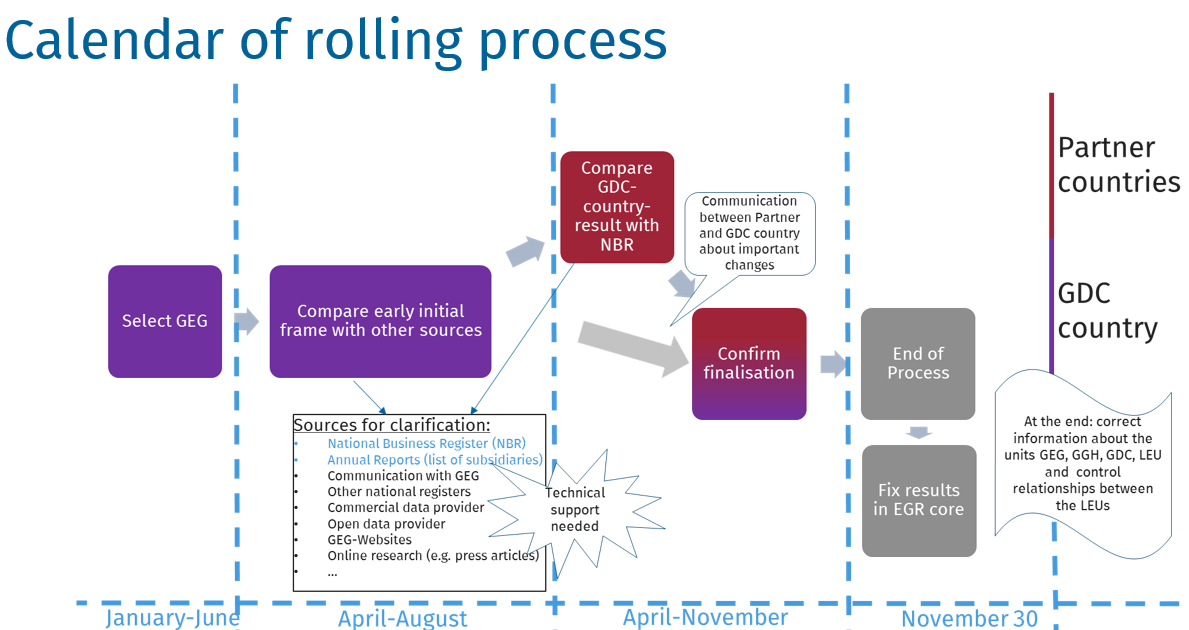 Calendar of rolling process
Partner
countries
GDC
country
Select GEG
Compare early initial
frame with other sources
Compare
GDC-
country-
result with
NBR
Communication
between Partner
and GDC country
about important
changes
Confirm
finalisation
End of
Process
Fix results
in EGR core
At the end: correct
information about the
units GEG, GGH, GDC, LEU
and control
relationships between
the LEUs
Sources for clarification:
• National Business Register (NBR)
• Annual Reports (list of subsidiaries)
• Communication with GEG
• Other national registers
• Commercial data provider
• Open data provider
• GEG-Websites
• Online research (e.g. press articles)
• ...
Technical
support
needed
January-June
April-August
April-November
November 30